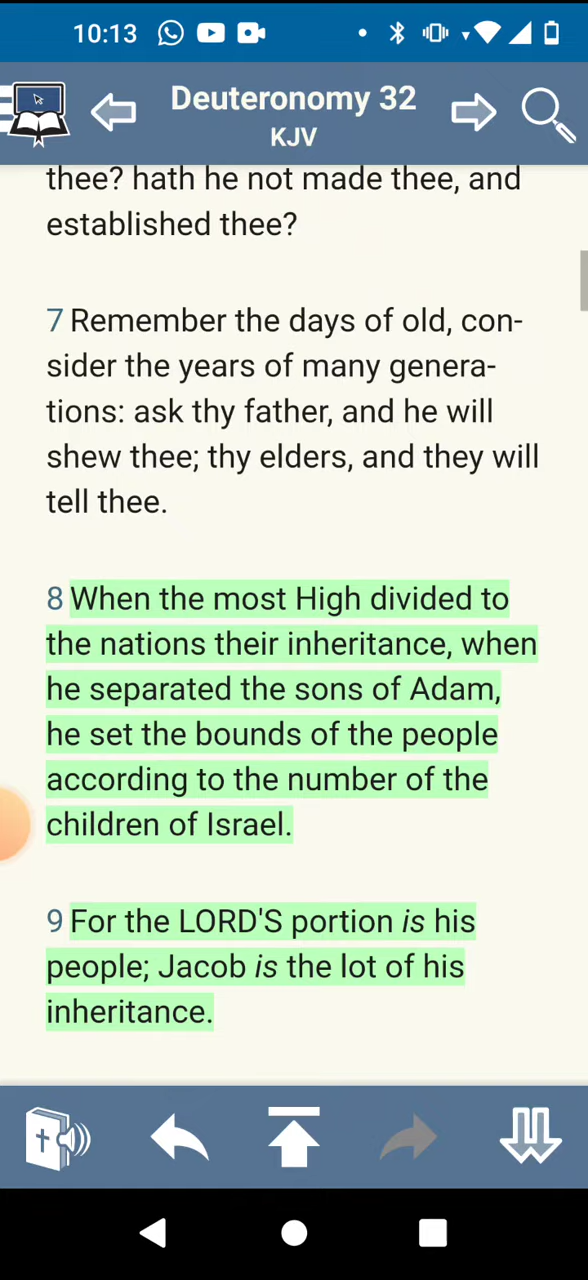 10:13
Deuteronomy 32
KJV
thee? hath he not made thee, and
established thee?
7 Remember the days of old, con-
sider the years of many genera-
tions: ask thy father, and he will
shew thee; thy elders, and they will
tell thee.
8 When the most High divided to
the nations their inheritance, when
he separated the sons of Adam,
he set the bounds of the people
according to the number of the
children of Israel.
9 For the LORD'S portion is his
people; Jacob is the lot of his
inheritance.